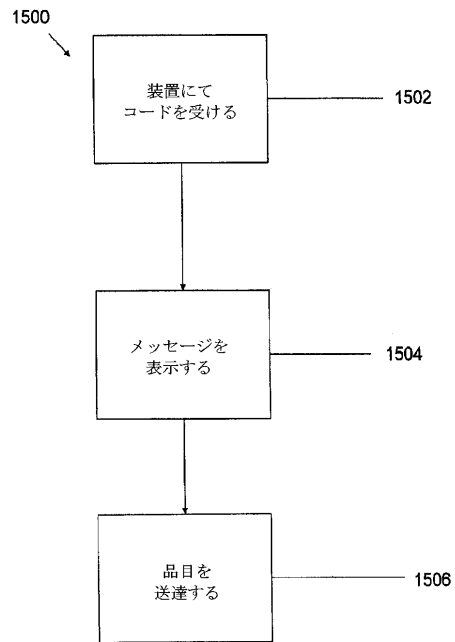 1500
装置にて
コードを受ける
1502
メッセージを
表示する
1504
品目を
送達する
1506